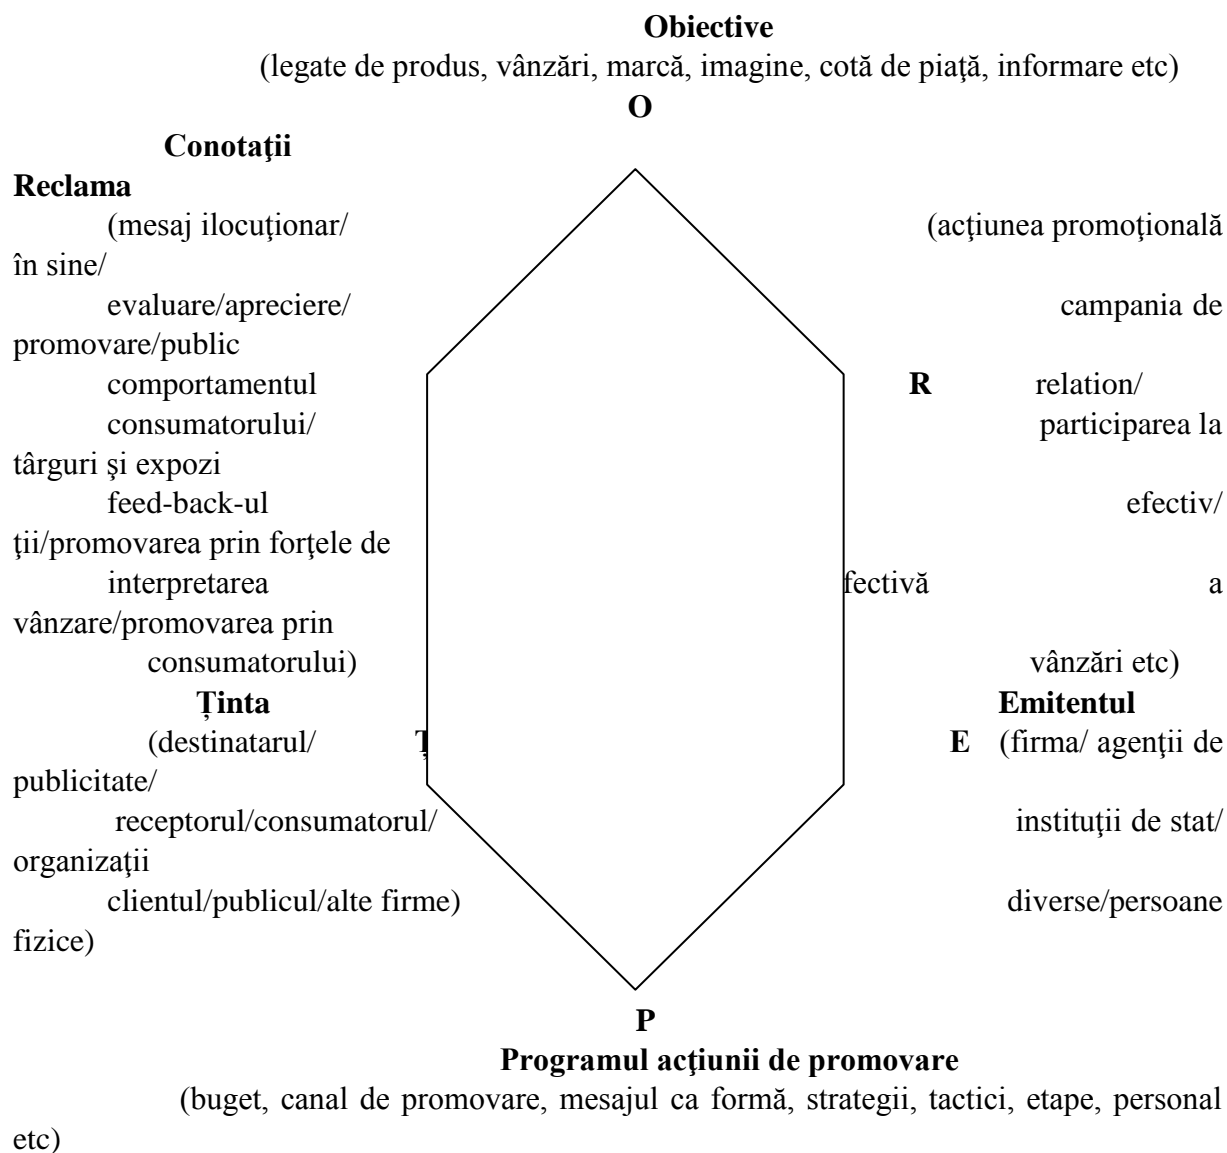 Obiective
(legate de produs, vânzări, marcă, imagine, cotă de piaţă, informare etc)
O
Conotaţii
Reclama
(mesaj ilocuţionar/ (acţiunea promoţională
în sine/
evaluare/apreciere/ campania de
promovare/public
comportamentul R relation/
consumatorului/ participarea la
târguri şi expozi
feed-back-ul efectiv/
ţii/promovarea prin forţele de
interpretarea fectivă a
vânzare/promovarea prin
consumatorului) vânzări etc)
Ținta Emitentul
(destinatarul/ Ț E (firma/ agenţii de
publicitate/
receptorul/consumatorul/ instituţii de stat/
organizaţii
clientul/publicul/alte firme) diverse/persoane
fizice)
P
Programul acţiunii de promovare
(buget, canal de promovare, mesajul ca formă, strategii, tactici, etape, personal
etc)